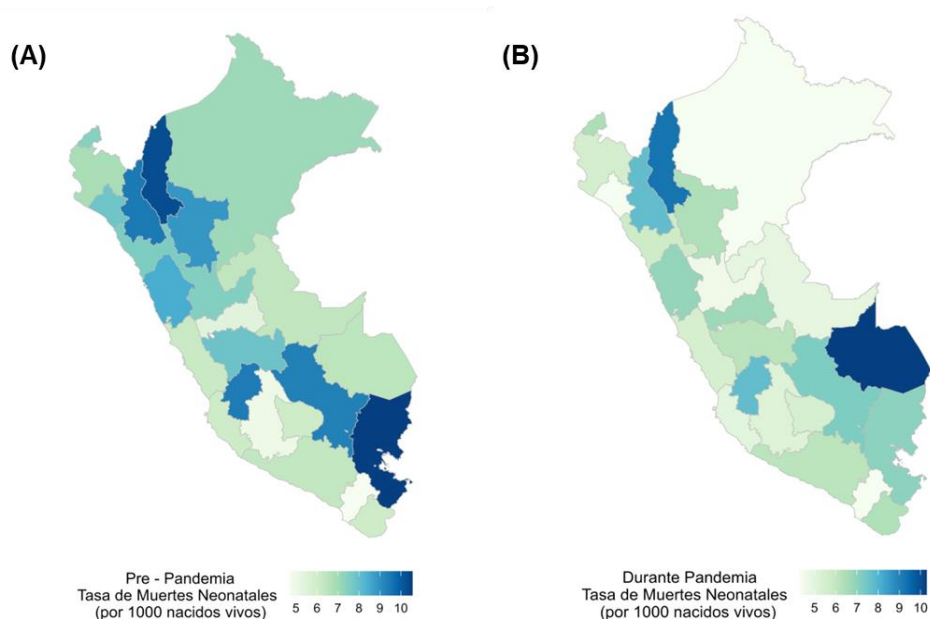 (A)
(B)
Pre - Pandemia
Tasa de Muertes Neonatales
(por 1000 nacidos vivos)
5 6 7 8 9 10
Durante Pandemia
Tasa de Muertes Neonatales
(por 1000 nacidos vivos)
5 6 7 8 9 10